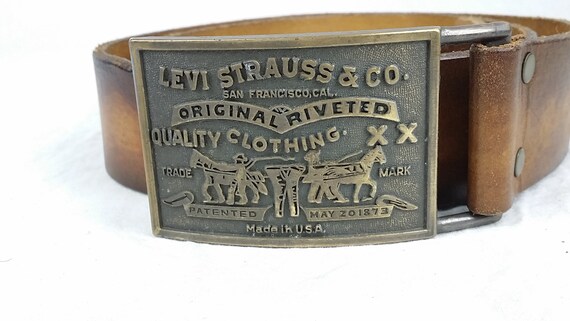 LEVI STRAUSS & CO.
SAN FRANCISCO, CAL.
ORIGINAL RIVETED
QUALITY CLOTHING. XX
TRADE MARK
PATENTED MAY 20 1873
Made in U.S.A.